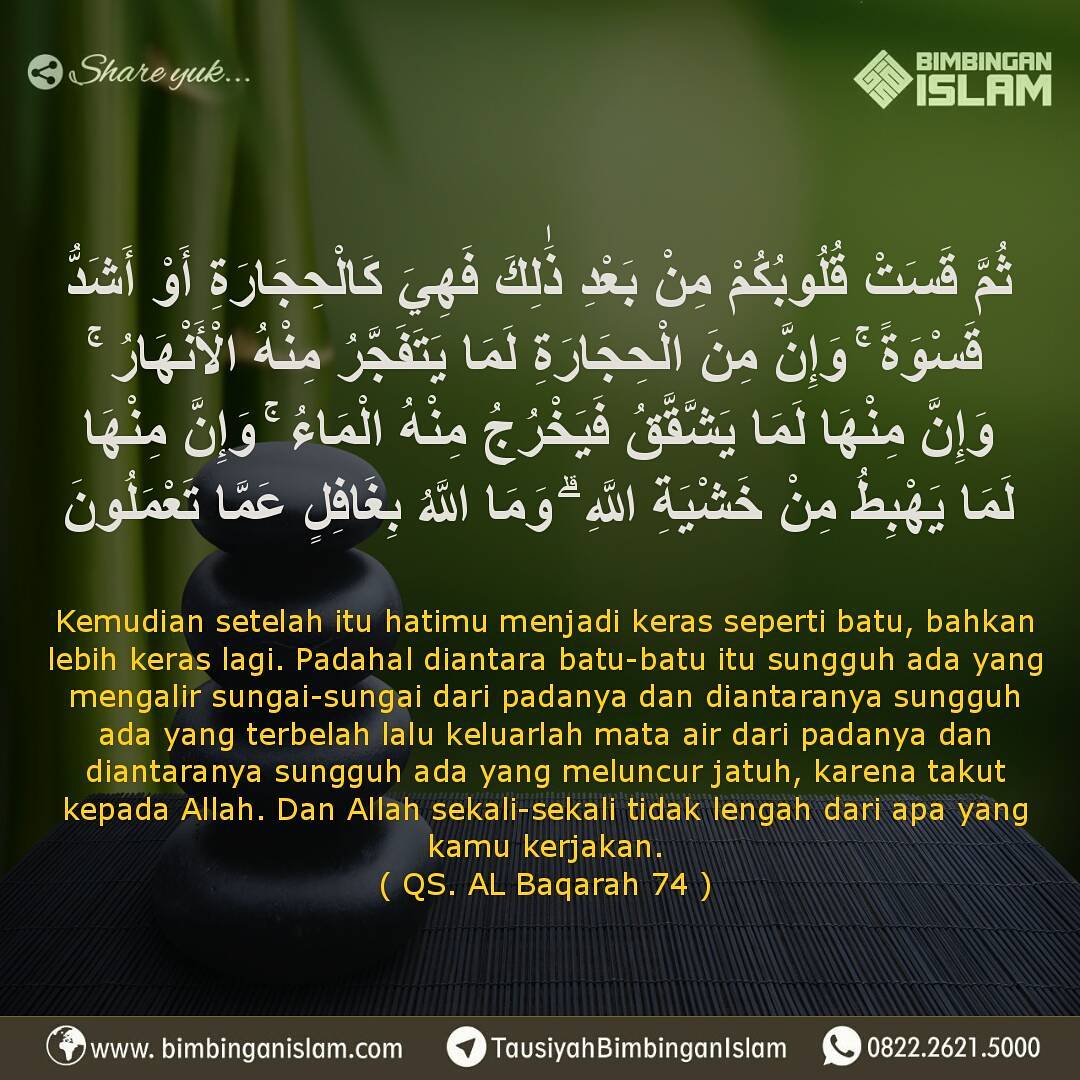 Share yuk...
BIMBINGAN
ISLAM
ثُمَّ قَسَتْ قُلُوبُكُمْ مِنْ بَعْدِ ذَٰلِكَ فَهِيَ كَالْحِجَارَةِ أَوْ أَشَدُّ
قَسْوَةً ۚ وَإِنَّ مِنَ الْحِجَارَةِ لَمَا يَتَفَجَّرُ مِنْهُ الْأَنْهَارُ ۚ
وَإِنَّ مِنْهَا لَمَا يَشَّقَّقُ فَيَخْرُجُ مِنْهُ الْمَاءُ ۚ وَإِنَّ مِنْهَا
لَمَا يَهْبِطُ مِنْ خَشْيَةِ اللَّهِ ۗ وَمَا اللَّهُ بِغَافِلٍ عَمَّا تَعْمَلُونَ
Kemudian setelah itu hatimu menjadi keras seperti batu, bahkan
lebih keras lagi. Padahal diantara batu-batu itu sungguh ada yang
mengalir sungai-sungai dari padanya dan diantaranya sungguh
ada yang terbelah lalu keluarlah mata air dari padanya dan
diantaranya sungguh ada yang meluncur jatuh, karena takut
kepada Allah. Dan Allah sekali-sekali tidak lengah dari apa yang
kamu kerjakan.
( QS. AL Baqarah 74 )
www. bimbinganislam.com TausiyahBimbinganIslam 0822.2621.5000